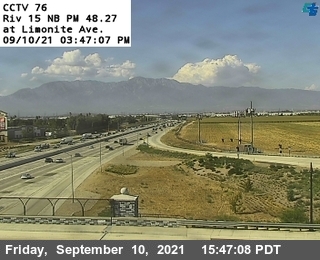 CCTV 76
Riv 15 NB PM 48.27
at Limonite Ave.
09/10/21 03:47:07 PM
Friday, September 10, 2021 15:47:08 PDT